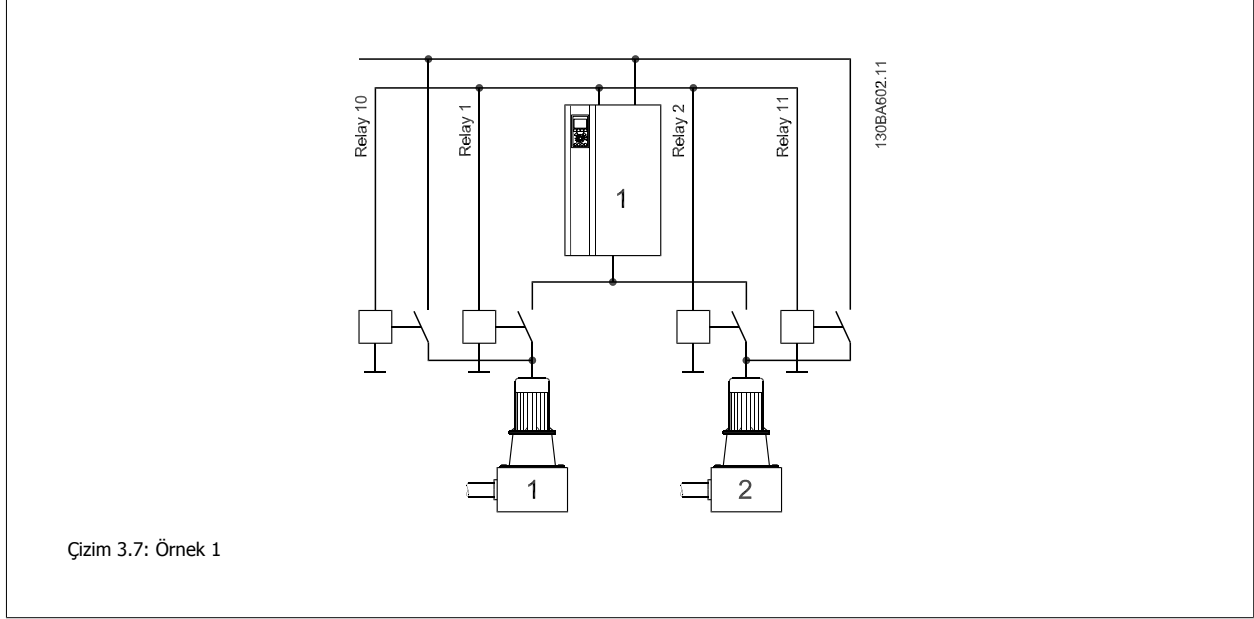 Relay 10
Relay 1
Relay 2
Relay 11
130BA602.11
1
1
2
Çizim 3.7: Örnek 1